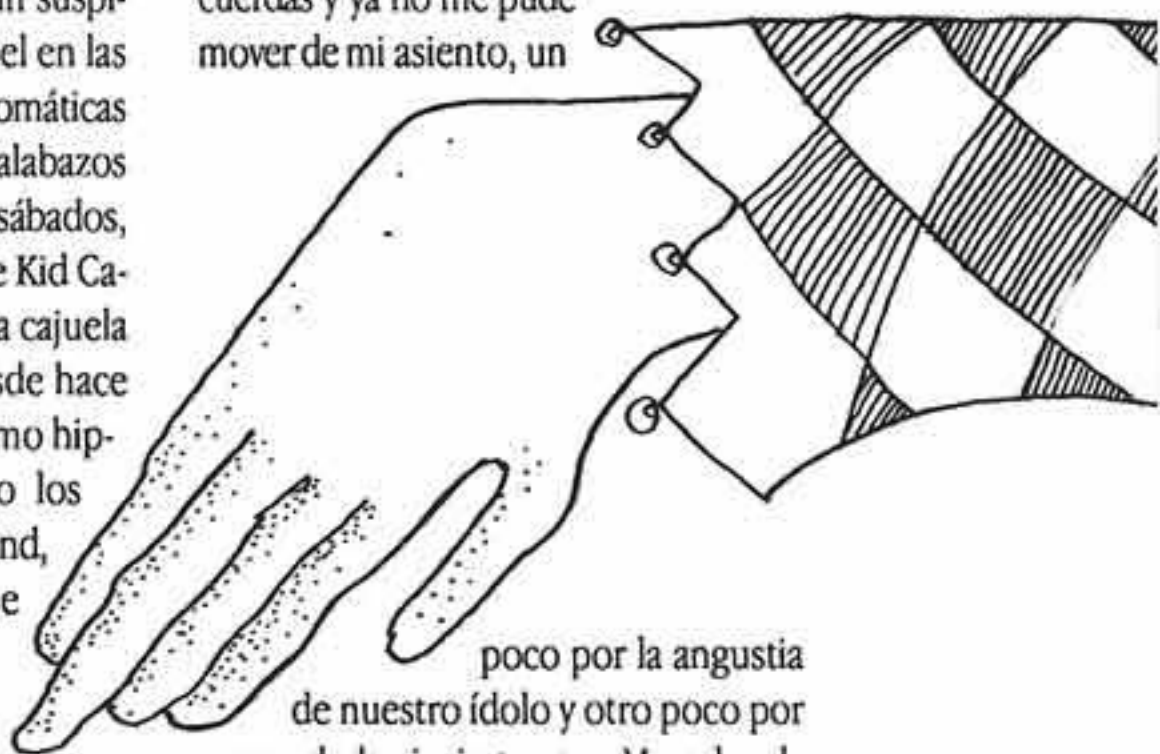 suspi-
el en las
omáticas
alabazos
sábados,
e Kid Ca-
a cajuela
sde hace
mo hip-
o los
nd,
e
cuerdas y ya no me pude
mover de mi asiento, un
poco por la angustia
de nuestro ídolo y otro poco por